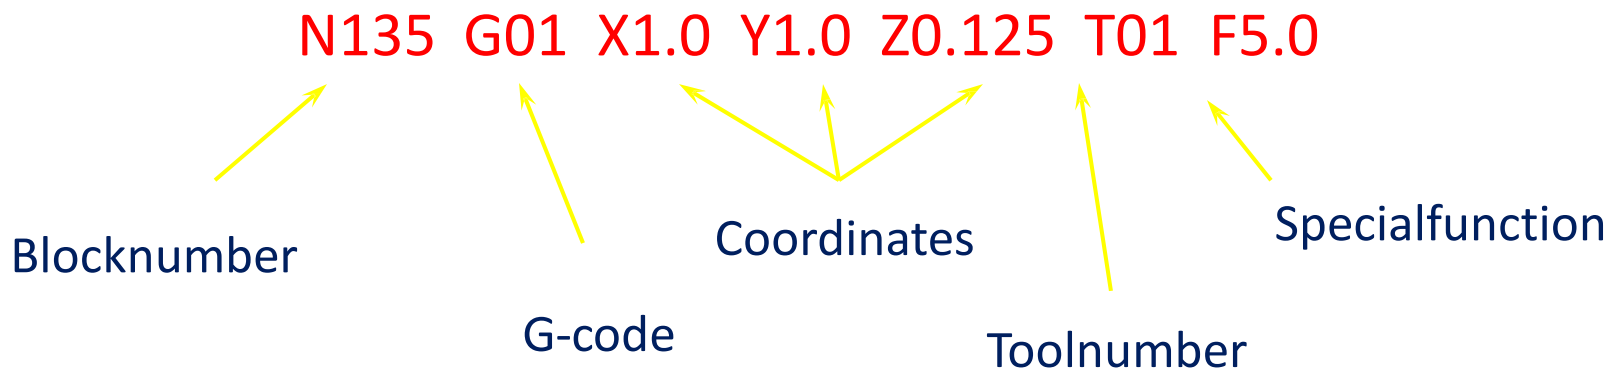 N135 G01 X1.0 Y1.0 Z0.125 T01 F5.0
Blocknumber
G-code
Coordinates
Toolnumber
Specialfunction